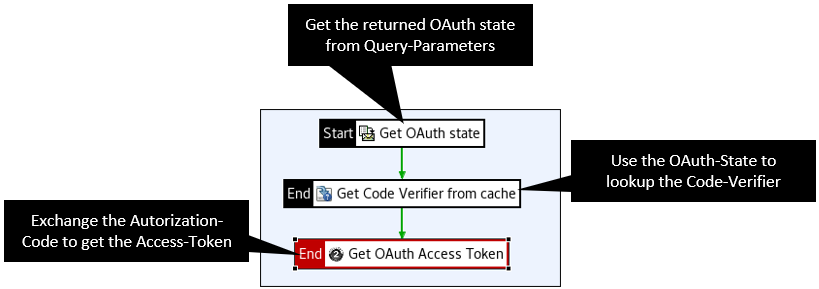 Get the returned OAuth state
from Query-Parameters
Start Get OAuth state
End Get Code Verifier from cache
Use the OAuth-State to
lookup the Code-Verifier
Exchange the Autorization-
Code to get the Access-Token
End 2 Get OAuth Access Token